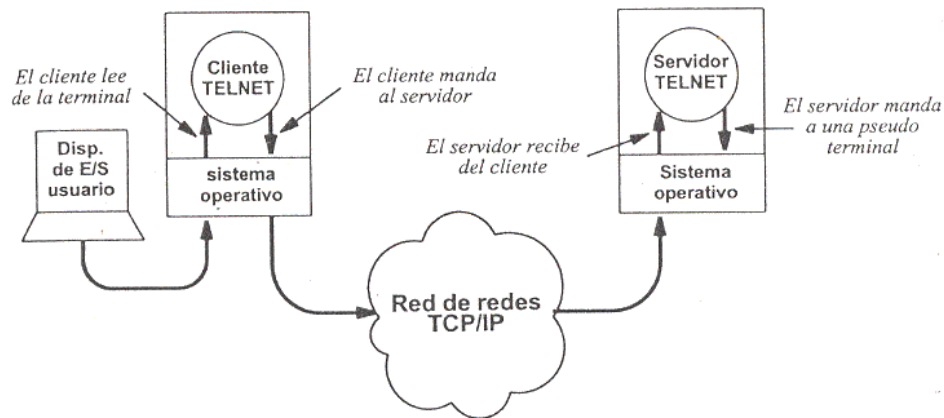 El cliente lee
de la terminal
Cliente
TELNET
El cliente manda
al servidor
Disp.
de E/S
usuario
sistema
operativo
Servidor
TELNET
El servidor recibe
del cliente
El servidor manda
a una pseudo
terminal
Sistema
operativo
Red de redes
TCP/IP